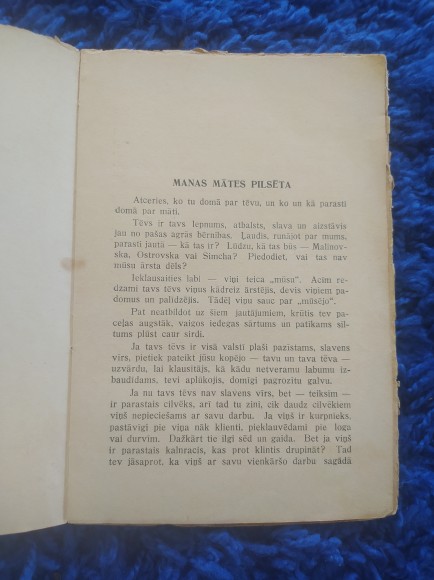 MANAS MĀTES PILSĒTA
Atceries, ko tu domā par tēvu, un ko un kā parasti
domā par māti.
Tēvs ir tavs lepnums, atbalsts, slava un aizstāvis
jau no pašas agrās bērnības. Ļaudis, runājot par mums,
parasti jautā — kā tas ir? Lūdzu, kā tas būs — Malinov-
ska, Ostrovska vai Simcha? Piedodiet, vai tas nav
mūsu ārsta dēls?
Ieklausaities labi — viņi teica „mūsu". Acīm re-
dzami tavs tēvs viņus kādreiz ārstējis, devis viņiem pa-
domus un palīdzējis. Tādēļ viņu sauc par „mūsējo".
Pat neatbildot uz šiem jautājumiem, krūtis tev pa-
ceļas augstāk, vaigos iedegas sārtums un patīkams sil-
tums plūst cauri sirdij.
Ja tavs tēvs ir visā valstī plaši pazīstams, slavens
vīrs, pietiek pateikt jūsu kopējo — tavu un tava tēva —
uzvārdu, lai klausītājs, kā kādu netveramu labumu iz-
baudīdams, tevi aplūkojis, domīgi pagrozītu galvu.
Ja nu tavs tēvs nav slavens vīrs, bet — teiksim —
ir parastais cilvēks, arī tad tu zini, cik daudz cilvēkiem
viņš nepieciešams ar savu darbu. Ja viņš ir kurpnieks,
pastāvīgi pie viņa nāk klienti, pieklauvēdami pie loga
vai durvīm. Dažkārt tie ilgi sēd un gaida. Bet ja viņš
ir parastais kalnracis, kas prot klintis drupināt? Tad
tev jāsaprot, ka viņš ar savu vienkāršo darbu sagādā